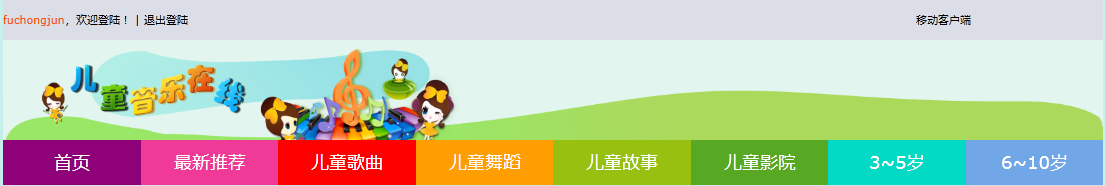 fuchongjun，欢迎登陆！ | 退出登陆
移动客户端
儿童音乐在线
首页 最新推荐 儿童歌曲 儿童舞蹈 儿童故事 儿童影院 3~5岁 6~10岁